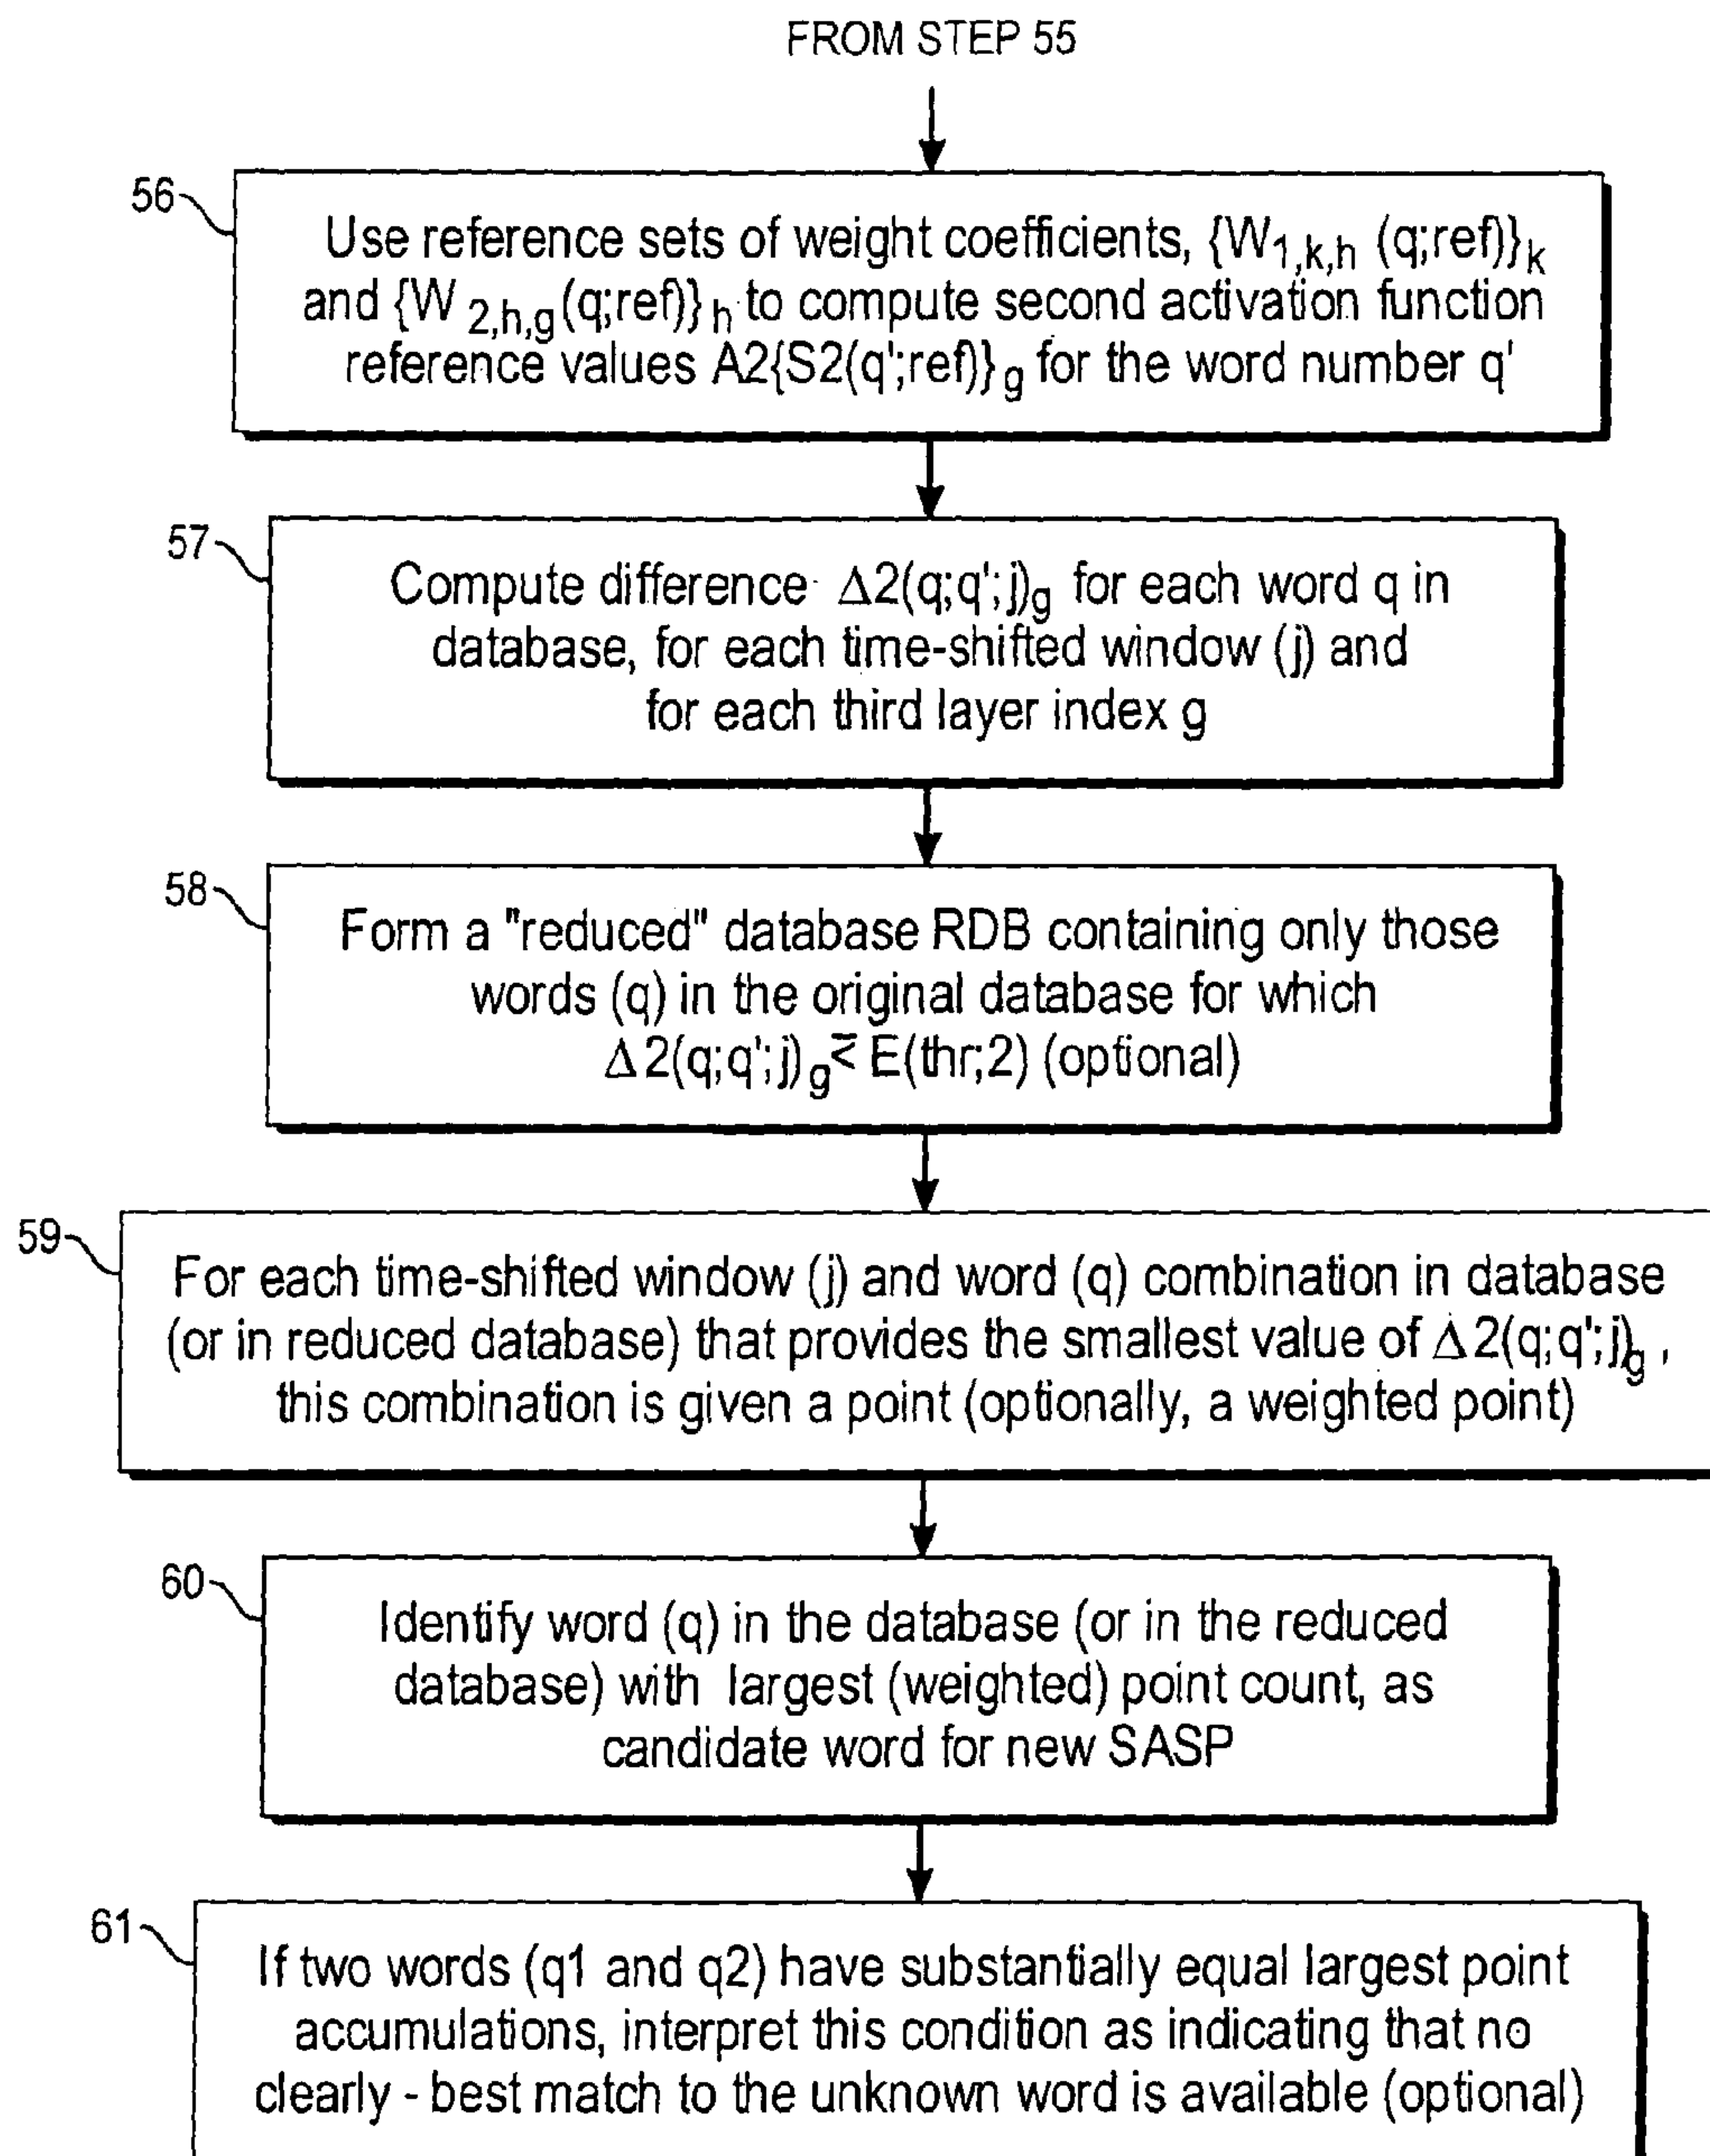 FROM STEP 55
56
Use reference sets of weight coefficients, {W1,k,h (q;ref)}k
and {W 2,h,g(q;ref)} h to compute second activation function
reference values A2{S2(q';ref)} g for the word number q'
57
Compute difference Δ2(q;q';j)g for each word q in
database, for each time-shifted window (j) and
for each third layer index g
58
Form a "reduced" database RDB containing only those
words (q) in the original database for which
Δ2(q;q';j) g ≤ E(thr;2) (optional)
59
For each time-shifted window (j) and word (q) combination in database
(or in reduced database) that provides the smallest value of Δ2(q;q';j)g ,
this combination is given a point (optionally, a weighted point)
60
Identify word (q) in the database (or in the reduced
database) with largest (weighted) point count, as
candidate word for new SASP
61
If two words (q1 and q2) have substantially equal largest point
accumulations, interpret this condition as indicating that no
clearly - best match to the unknown word is available (optional)